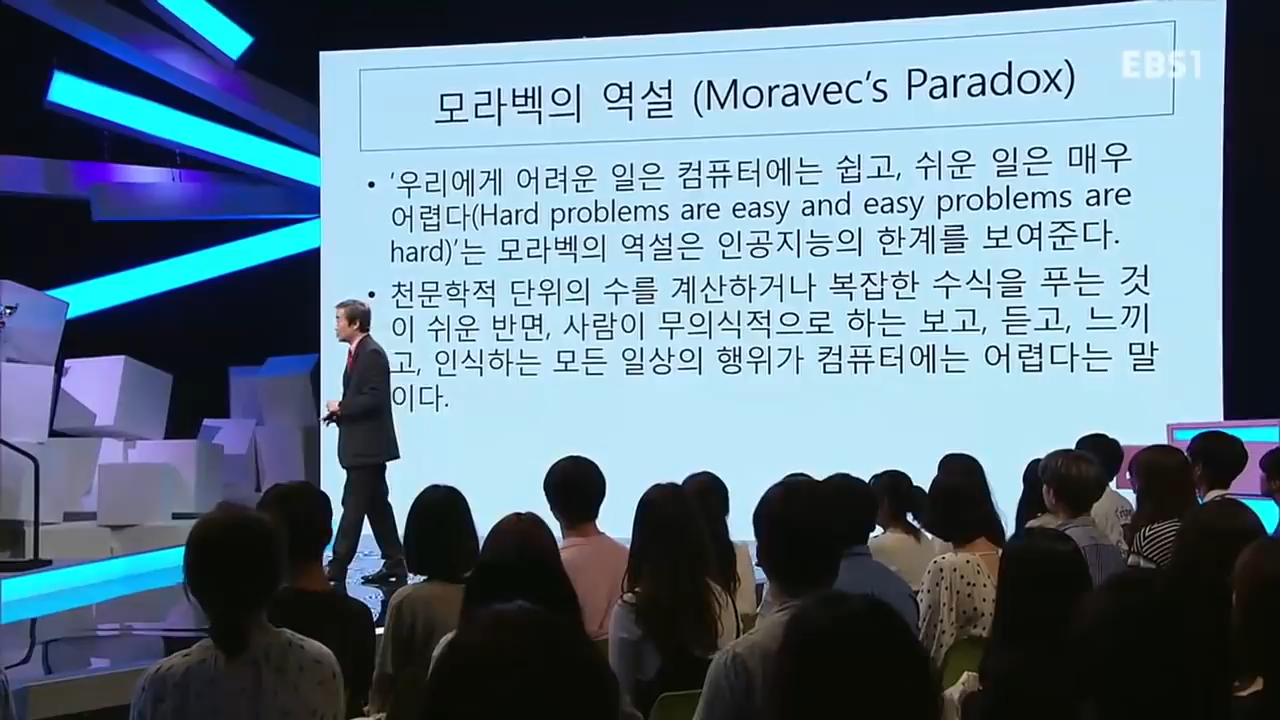 EBS1
모라벡의 역설 (Moravec's Paradox)
• '우리에게 어려운 일은 컴퓨터에는 쉽고, 쉬운 일은 매우
어렵다(Hard problems are easy and easy problems are
hard)'는 모라벡의 역설은 인공지능의 한계를 보여준다.
• 천문학적 단위의 수를 계산하거나 복잡한 수식을 푸는 것
이 쉬운 반면, 사람이 무의식적으로 하는 보고, 듣고, 느끼
고, 인식하는 모든 일상의 행위가 컴퓨터에는 어렵다는 말
이다.